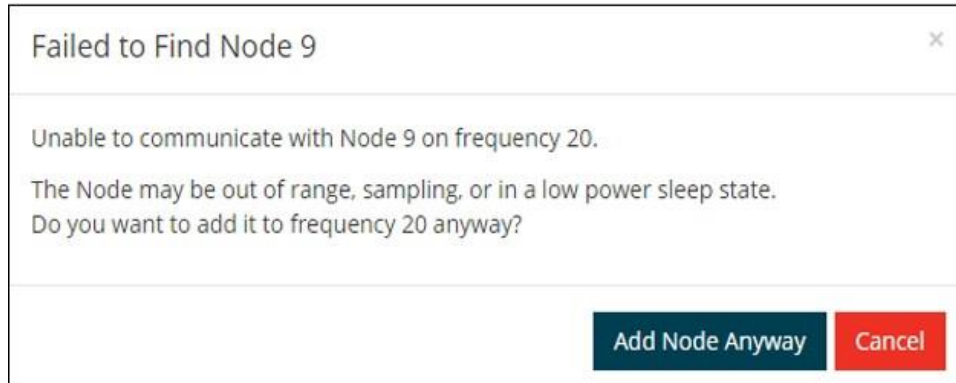 Failed to Find Node 9
×
Unable to communicate with Node 9 on frequency 20.
The Node may be out of range, sampling, or in a low power sleep state.
Do you want to add it to frequency 20 anyway?
Add Node Anyway
Cancel